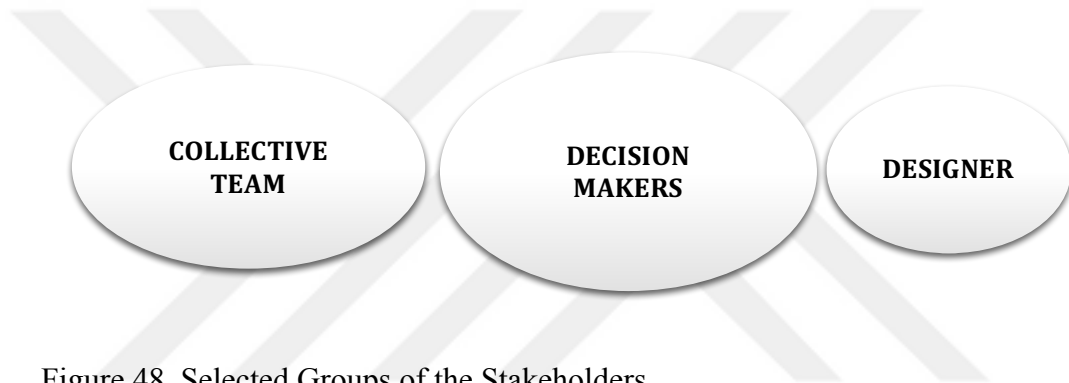 COLLECTIVE
TEAM
DECISION
MAKERS
DESIGNER
Figure 48. Selected Groups of the Stakeholders